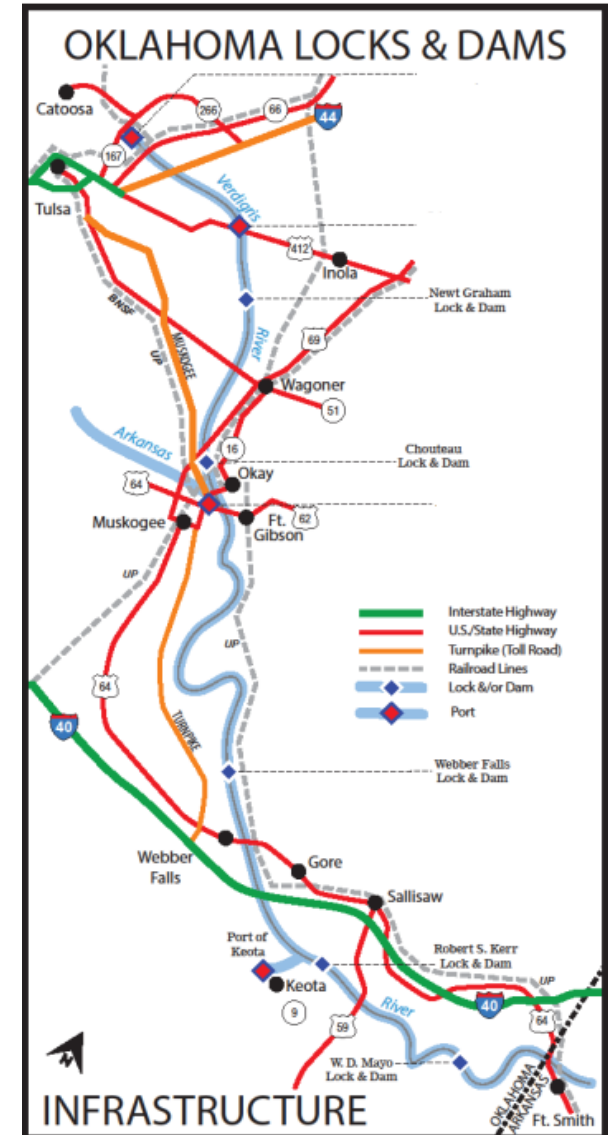 OKLAHOMA LOCKS & DAMS
Catoosa
266
66
44
167
Tulsa
Verdigris
412
Inola
Newt Graham
Lock & Dam
BNSF
UP
MUSKOGEE
River
69
Wagoner
51
Arkansas
16
Chouteau
Lock & Dam
64
Okay
Muskogee
Ft.
Gibson
62
UP
UP
Interstate Highway
U.S./State Highway
Turnpike (Toll Road)
Railroad Lines
Lock &/or Dam
Port
64
40
TURNPIKE
Webber Falls
Lock & Dam
Webber
Falls
Gore
Sallisaw
Port of
Keota
Robert S. Kerr
Lock & Dam
Keota
UP
9
River
40
59
64
N
W. D. Mayo
Lock & Dam
OKLAHOMA
ARKANSAS
Ft. Smith
INFRASTRUCTURE